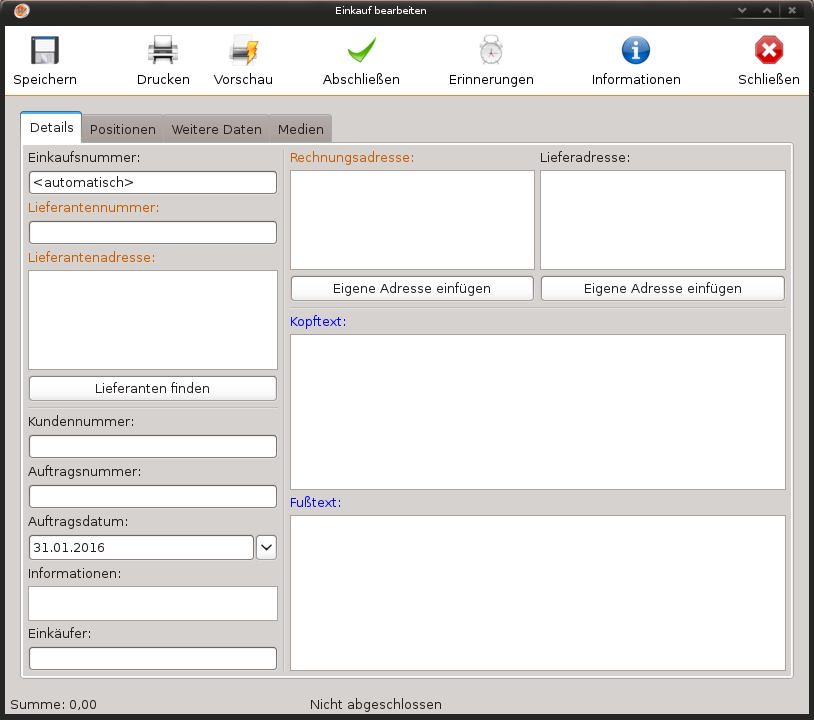 Einkauf bearbeiten
Speichern Drucken Vorschau Abschließen Erinnerungen Informationen Schließen
Details Positionen Weitere Daten Medien
Einkaufsnummer:
<automatisch>
Lieferantennummer:
Lieferantenadresse:
Lieferanten finden
Kundennummer:
Auftragsnummer:
Auftragsdatum:
31.01.2016
Informationen:
Einkäufer:
Rechnungsadresse: Lieferadresse:
Eigene Adresse einfügen Eigene Adresse einfügen
Kopftext:
Fußtext:
Summe: 0,00 Nicht abgeschlossen